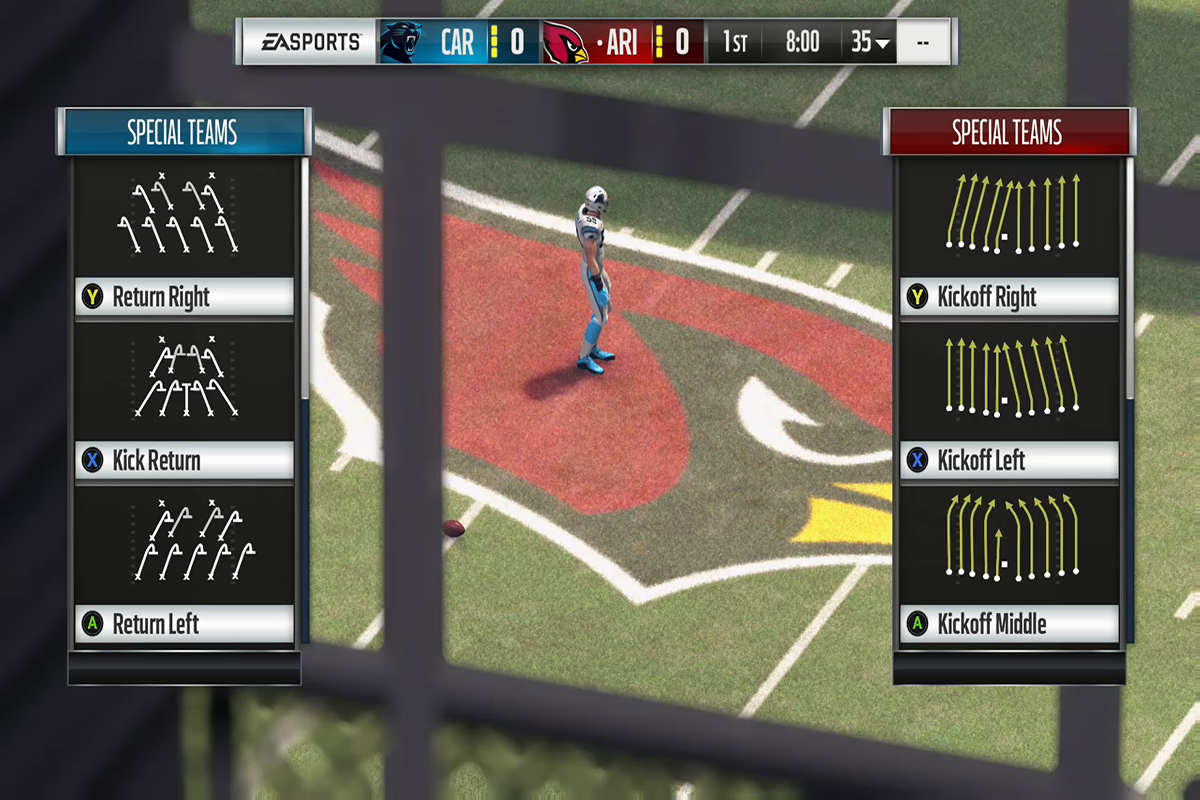 EA SPORTS CAR 0 · ARI 0 1ST 8:00 35 --
SPECIAL TEAMS
Y Return Right
X Kick Return
A Return Left
SPECIAL TEAMS
Y Kickoff Right
X Kickoff Left
A Kickoff Middle